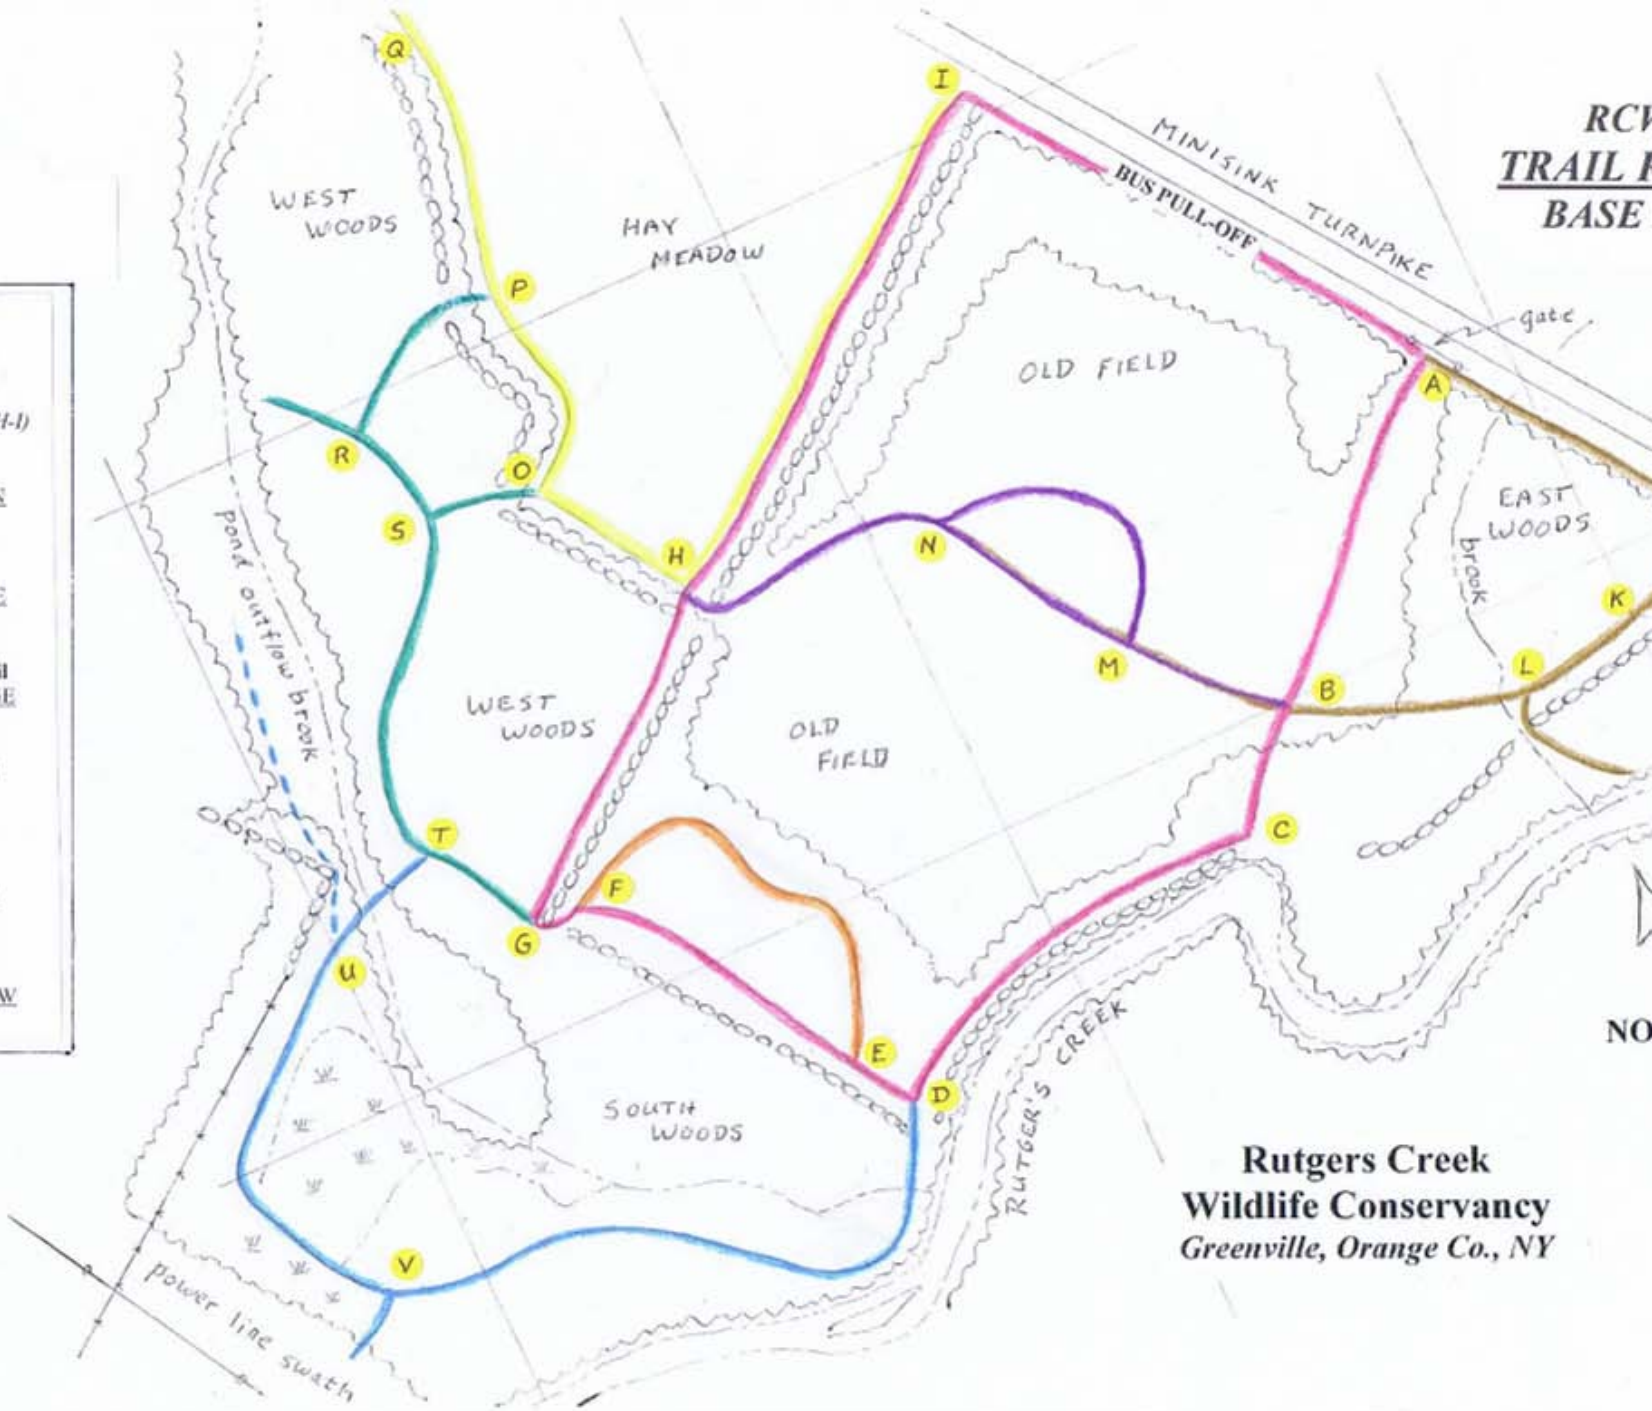 Q
I
RCW
TRAIL
BASE
MINISINK TURNPIKE
BUS PULL-OFF
WEST
WOODS
HAY
MEADOW
P
gate
OLD FIELD
A
H-I)
R
O
S
EAST
WOODS
brook
N
H
K
pond outflow brook
M
L
B
WEST
WOODS
OLD
FIELD
T
C
F
G
U
W
E
D
NO
RUTGER'S CREEK
SOUTH
WOODS
Rutgers Creek
Wildlife Conservancy
Greenville, Orange Co., NY
V
power line swath